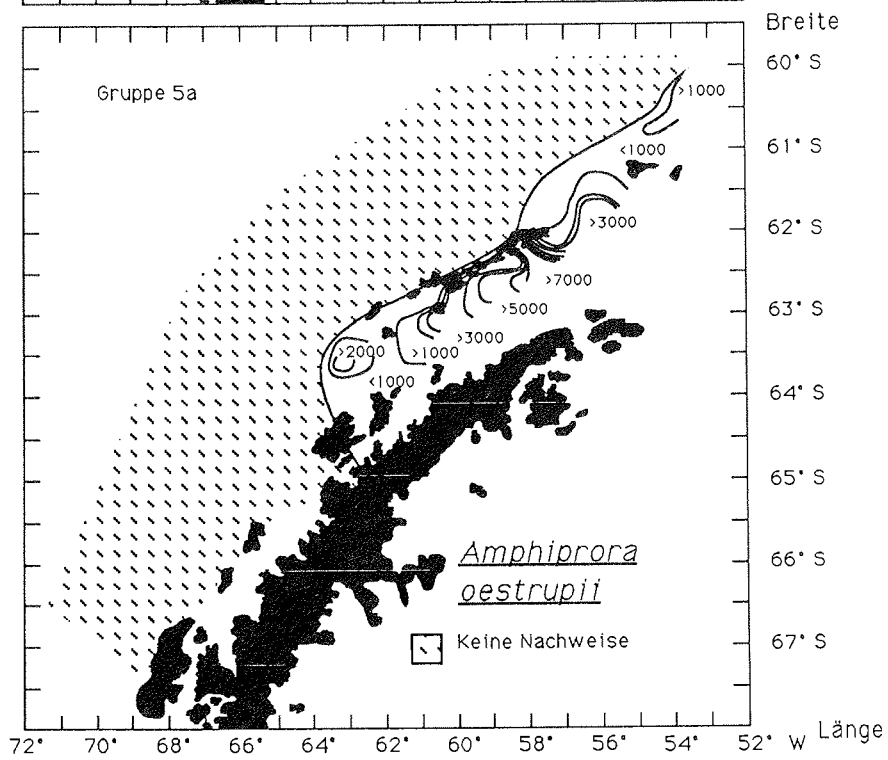 Breite
60° S
Gruppe 5a
>1000
61° S
<1000
62° S
>3000
>7000
>5000
63° S
>3000
>2000
>1000
<1000
64° S
65° S
Amphiprora
oestrupii
66° S
Keine Nachweise
67° S
72° 70° 68° 66° 64° 62° 60° 58° 56° 54° 52° W Länge